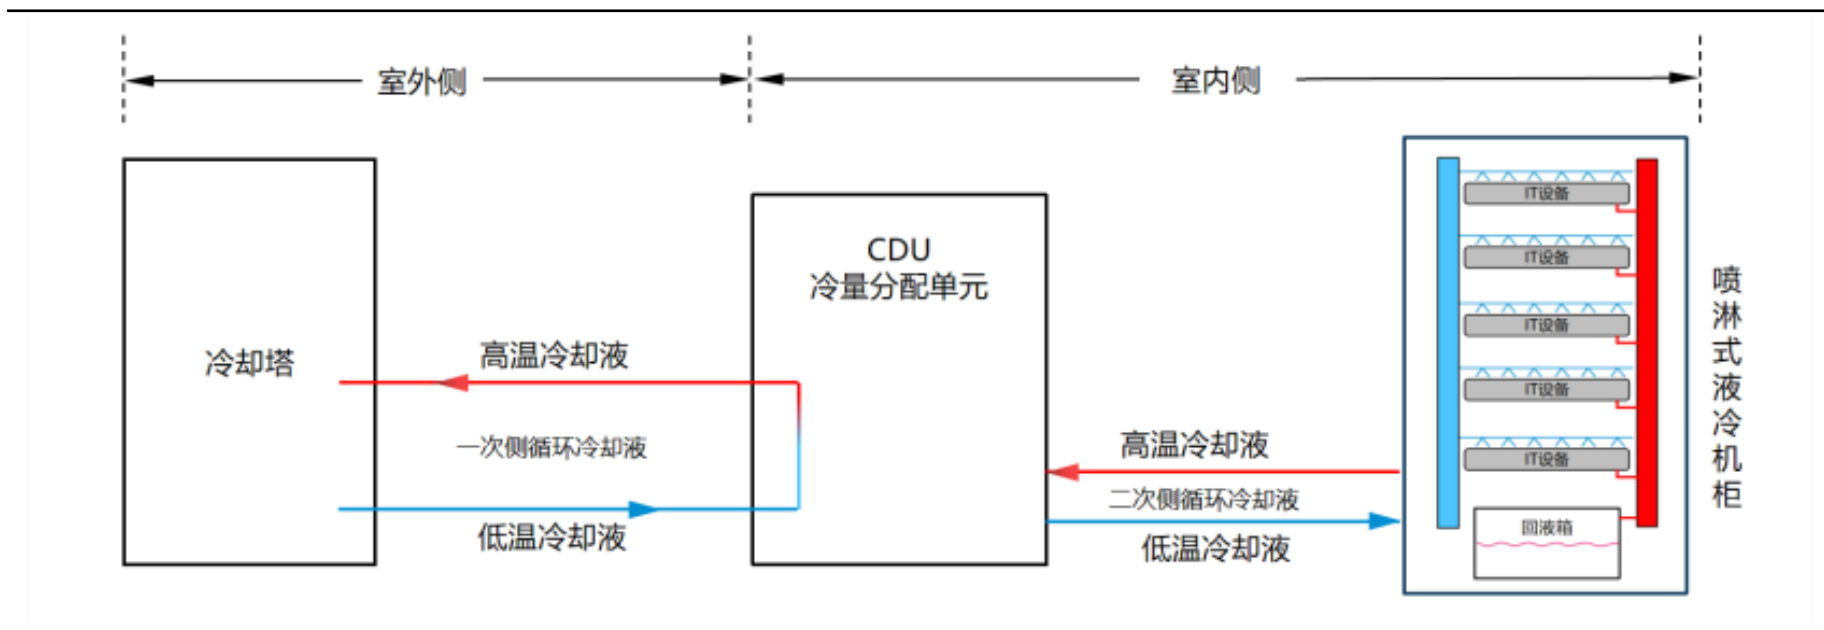 室外侧
室内侧
冷却塔
高温冷却液
一次侧循环冷却液
低温冷却液
CDU
冷量分配单元
高温冷却液
二次侧循环冷却液
低温冷却液
IT设备
IT设备
IT设备
IT设备
IT设备
回液箱
喷淋式液冷机柜